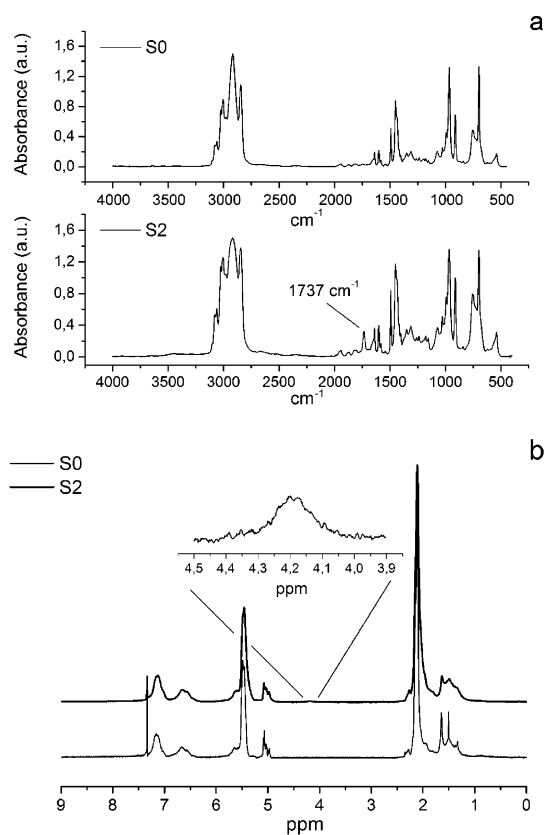 a
S0
Absorbance (a.u.)
1,6
1,2
0,8
0,4
0,0
4000 3500 3000 2500 2000 1500 1000 500
cm-1
S2
Absorbance (a.u.)
1,6
1,2
0,8
0,4
0,0
1737 cm-1
4000 3500 3000 2500 2000 1500 1000 500
cm-1
b
S0
S2
4,5 4,4 4,3 4,2 4,1 4,0 3,9
ppm
9 8 7 6 5 4 3 2 1 0
ppm